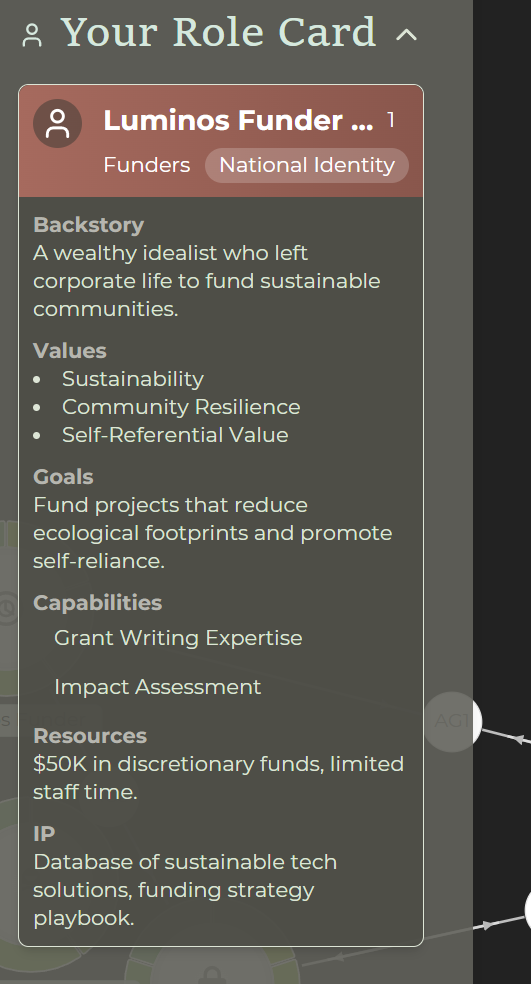 Your Role Card
Luminos Funder ... 1
Funders National Identity
Backstory
A wealthy idealist who left
corporate life to fund sustainable
communities.
Values
• Sustainability
• Community Resilience
• Self-Referential Value
Goals
Fund projects that reduce
ecological footprints and promote
self-reliance.
Capabilities
Grant Writing Expertise
Impact Assessment
s
AG1
Resources
$50K in discretionary funds, limited
staff time.
IP
Database of sustainable tech
solutions, funding strategy
playbook.